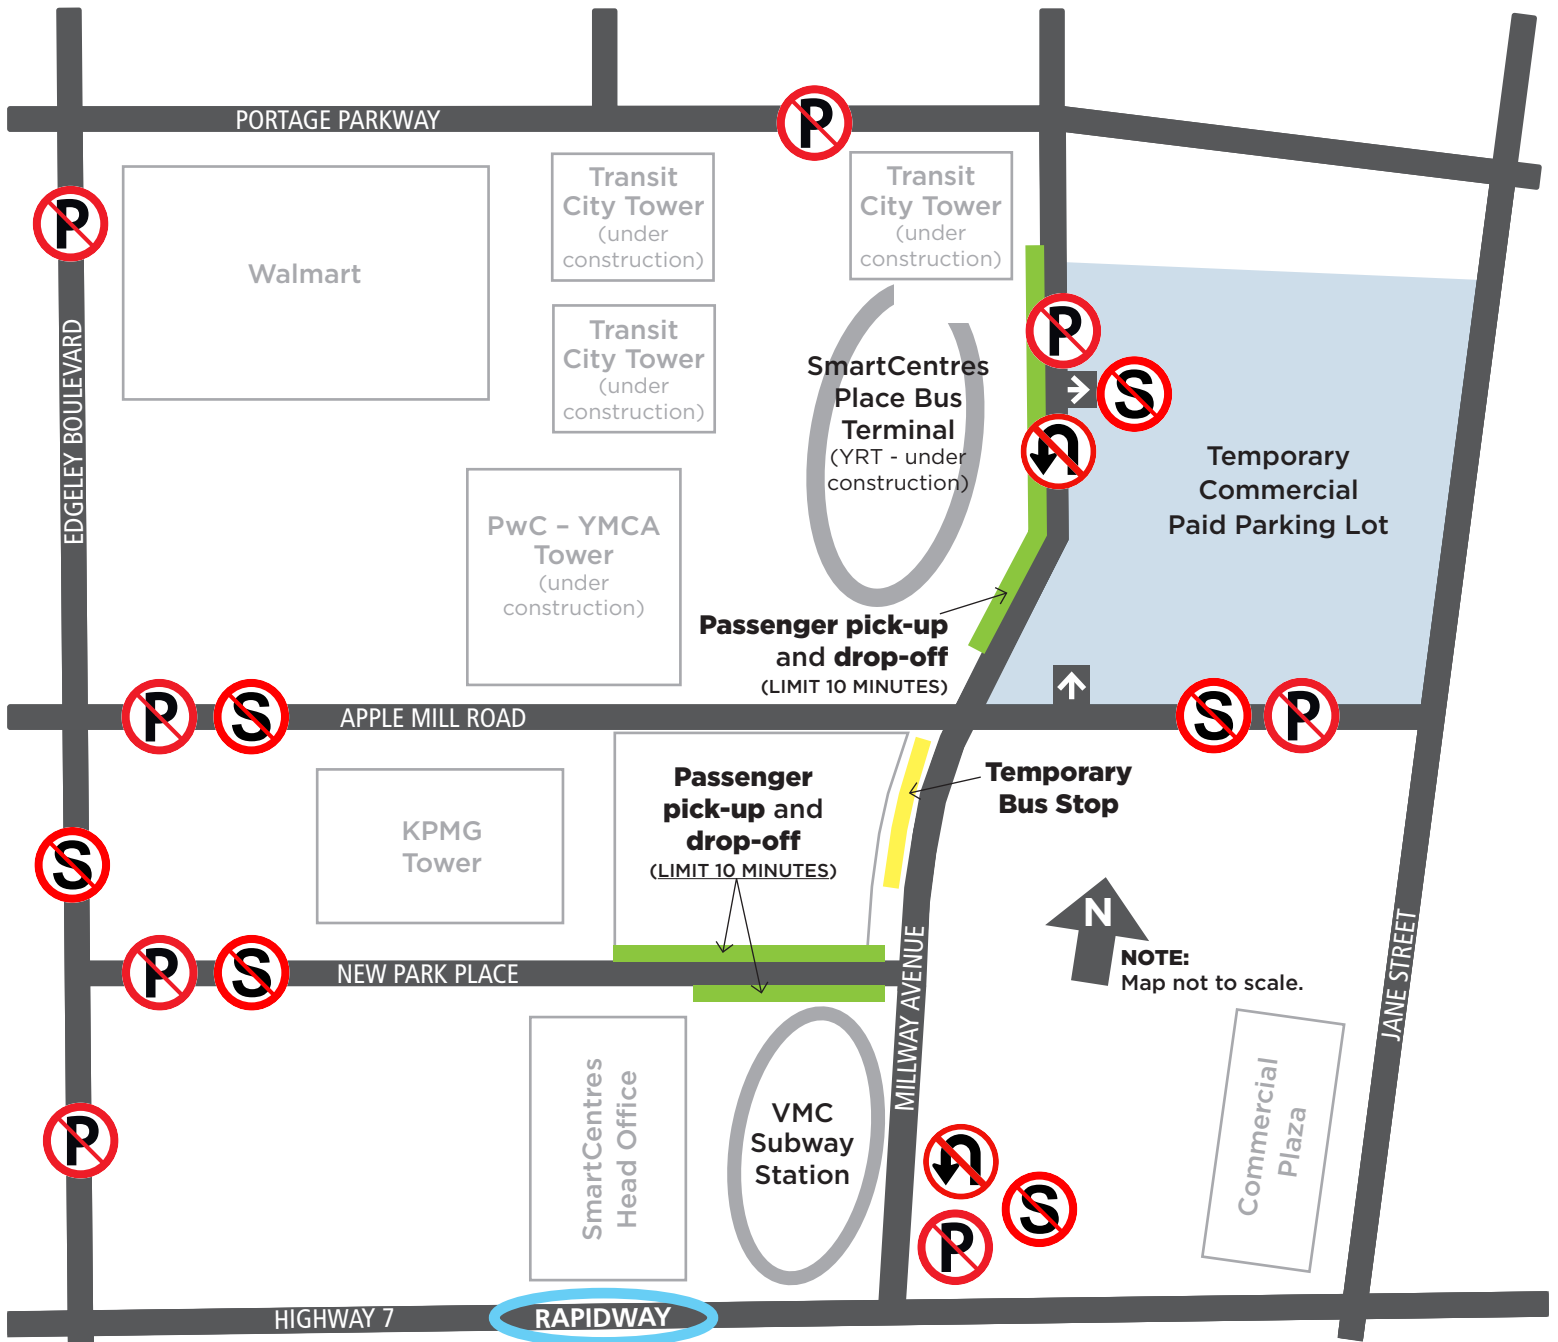 PORTAGE PARKWAY
P
P
Walmart
Transit
City Tower
(under
construction)
Transit
City Tower
(under
construction)
Transit
City Tower
(under
construction)
EDGELEY BOULEVARD
SmartCentres
Place Bus
Terminal
(YRT - under
construction)
P
S
Temporary
Commercial
Paid Parking Lot
PwC – YMCA
Tower
(under
construction)
Passenger pick-up
and drop-off
(LIMIT 10 MINUTES)
P
S
APPLE MILL ROAD
S
P
Passenger
pick-up and
drop-off
(LIMIT 10 MINUTES)
Temporary
Bus Stop
KPMG
Tower
S
N
NOTE:
Map not to scale.
P
S
NEW PARK PLACE
MILLWAY AVENUE
JANE STREET
SmartCentres
Head Office
VMC
Subway
Station
Commercial
Plaza
P
S
P
HIGHWAY 7
RAPIDWAY